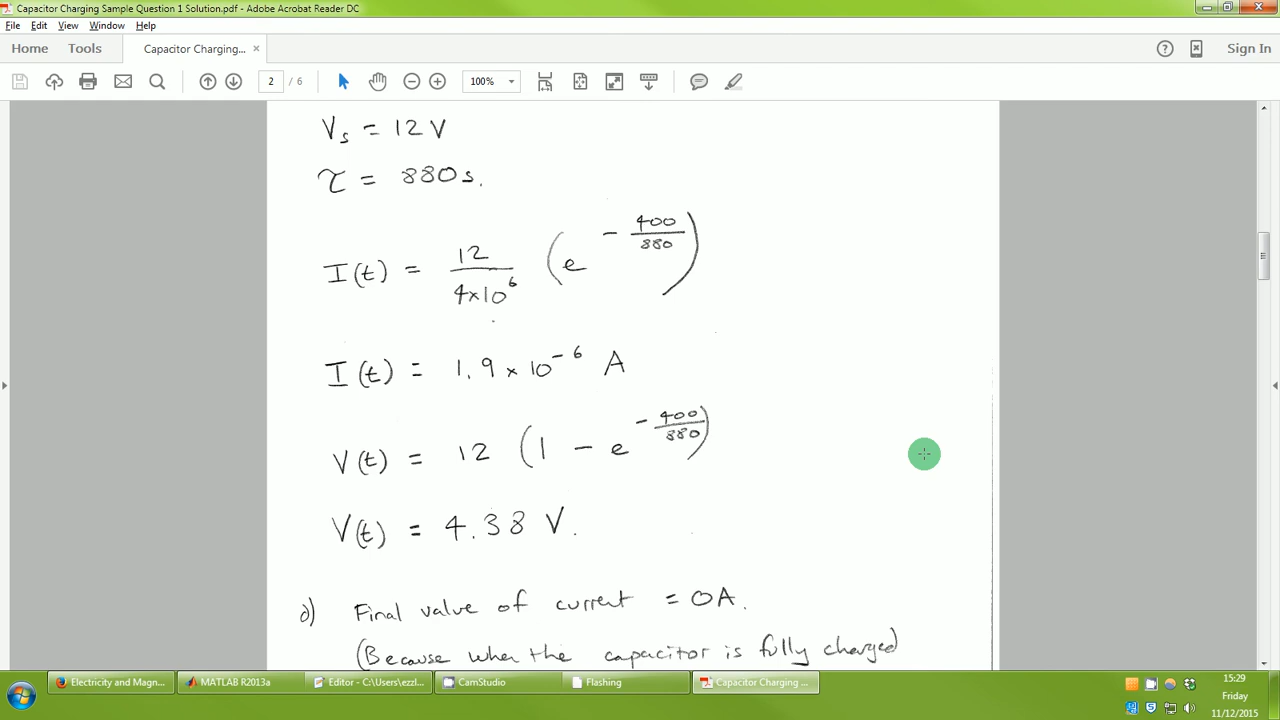 Capacitor Charging Sample Question 1 Solution.pdf - Adobe Acrobat Reader DC
File Edit View Window Help
Home Tools Capacitor Charging... × Sign In
2 / 6 100%
Vs = 12 V
τ = 880 s.
I(t) = 12/(4×10⁶) (e^(-400/880))
I(t) = 1.9 × 10⁻⁶ A
V(t) = 12 (1 - e^(-400/880))
V(t) = 4.38 V.
d) Final value of current = 0A.
(Because when the capacitor is fully charged)
Electricity and Magn... MATLAB R2013a Editor - C:\Users\ezzl... CamStudio Flashing Capacitor Charging ...
15:29
Friday
11/12/2015